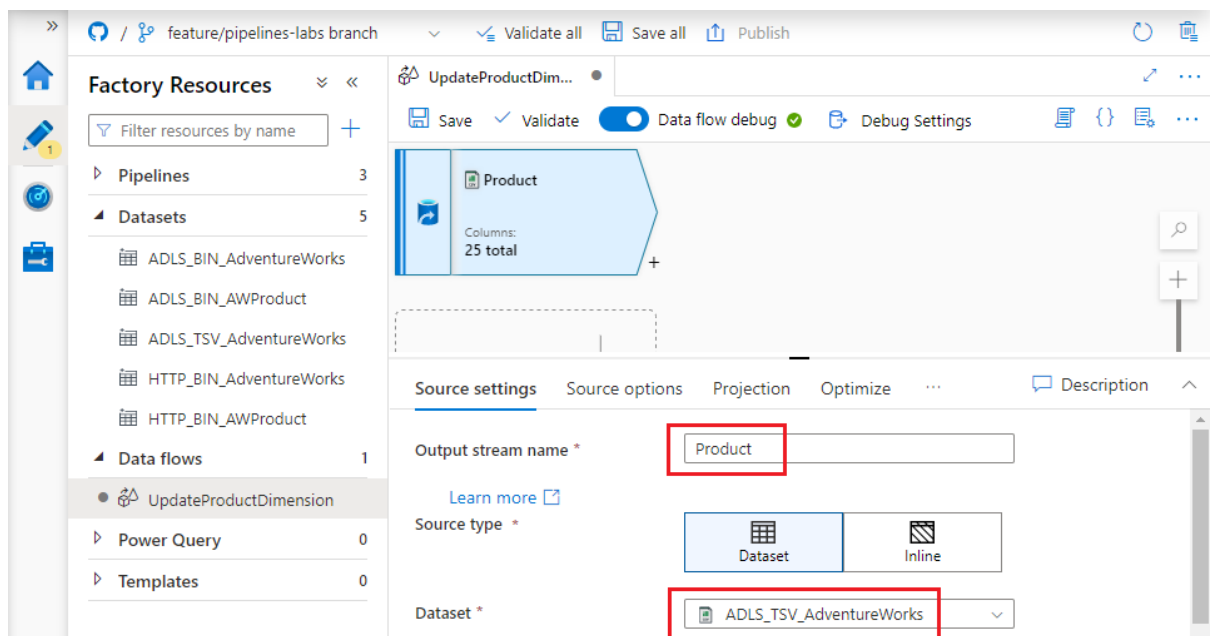 » / feature/pipelines-labs branch Validate all Save all Publish
Factory Resources
Filter resources by name
1
Pipelines 3
Datasets 5
ADLS_BIN_AdventureWorks
ADLS_BIN_AWProduct
ADLS_TSV_AdventureWorks
HTTP_BIN_AdventureWorks
HTTP_BIN_AWProduct
Data flows 1
UpdateProductDimension
Power Query 0
Templates 0
UpdateProductDim...
Save Validate Data flow debug Debug Settings
Product
Columns:
25 total
+
Source settings Source options Projection Optimize ... Description
Output stream name * Product
Learn more
Source type * Dataset Inline
Dataset * ADLS_TSV_AdventureWorks